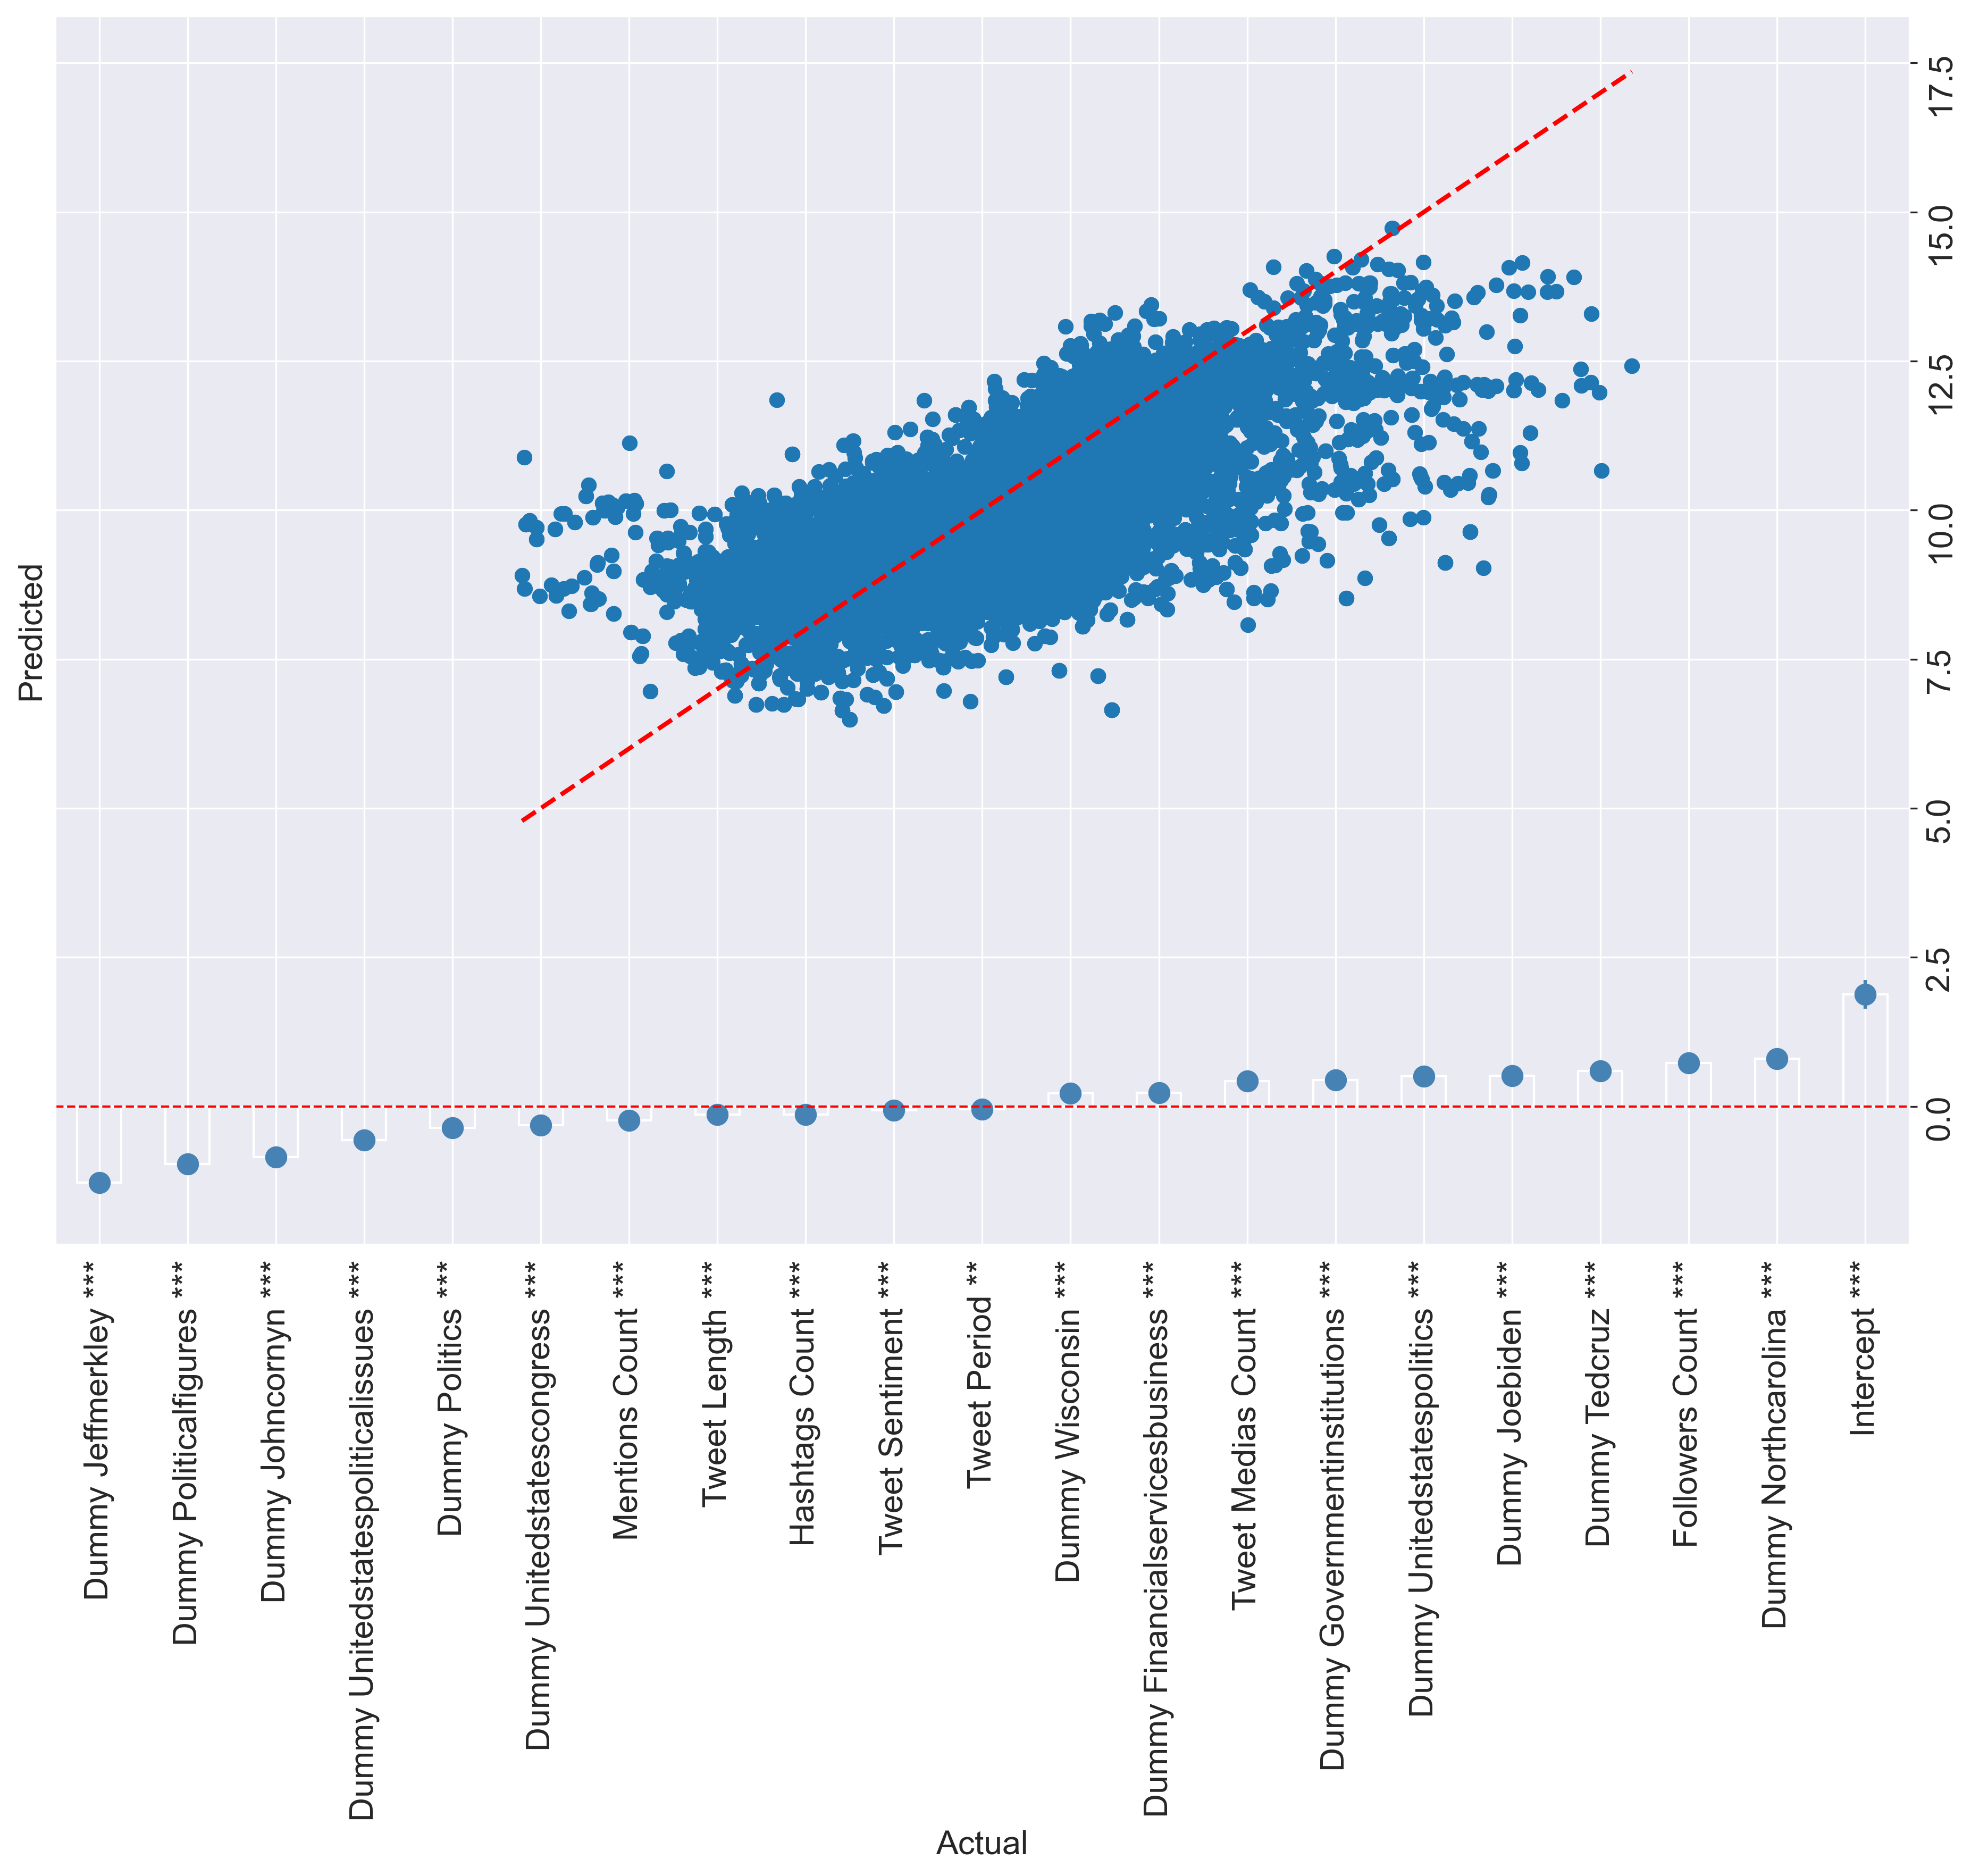 Predicted
17.5
15.0
12.5
10.0
7.5
5.0
2.5
0.0
Dummy Jeffmerkley ***
Dummy Politicalfigures ***
Dummy Johncornyn ***
Dummy Unitedstatespoliticalissues ***
Dummy Politics ***
Dummy Unitedstatescongress ***
Mentions Count ***
Tweet Length ***
Hashtags Count ***
Tweet Sentiment ***
Tweet Period **
Dummy Wisconsin ***
Dummy Financialservicesbusiness ***
Tweet Medias Count ***
Dummy Governmentinstitutions ***
Dummy Unitedstatespolitics ***
Dummy Joebiden ***
Dummy Tedcruz ***
Followers Count ***
Dummy Northcarolina ***
Intercept ***
Actual